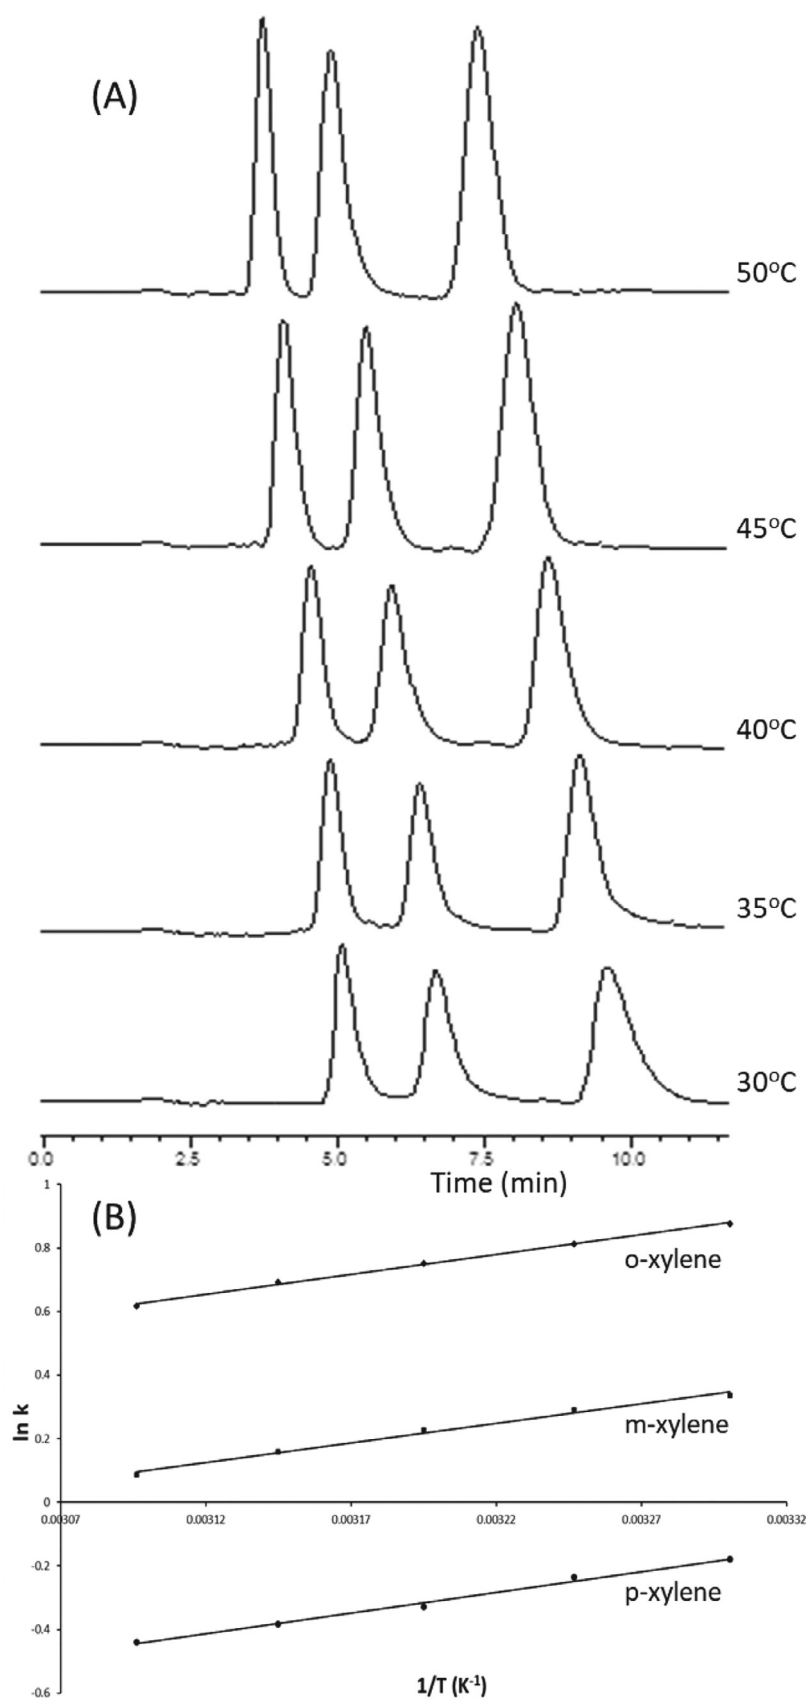 (A)
50°C
45°C
40°C
35°C
30°C
0.0 2.5 5.0 7.5 10.0
Time (min)
(B)
1
0.8
0.6
0.4
0.2
0
-0.2
-0.4
-0.6
ln k
o-xylene
m-xylene
0.00307 0.00312 0.00317 0.00322 0.00327 0.00332
p-xylene
1/T (K⁻¹)